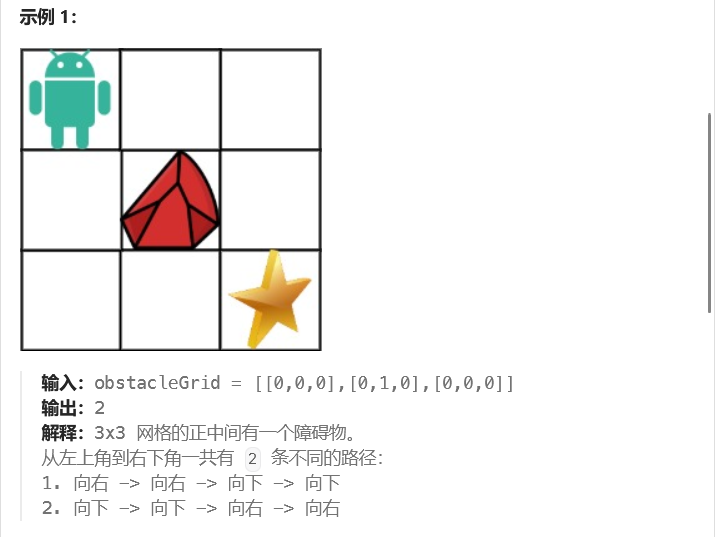 示例 1：
输入：obstacleGrid = [[0,0,0],[0,1,0],[0,0,0]]
输出：2
解释：3x3 网格的正中间有一个障碍物。
从左上角到右下角一共有 2 条不同的路径：
1. 向右 -> 向右 -> 向下 -> 向下
2. 向下 -> 向下 -> 向右 -> 向右